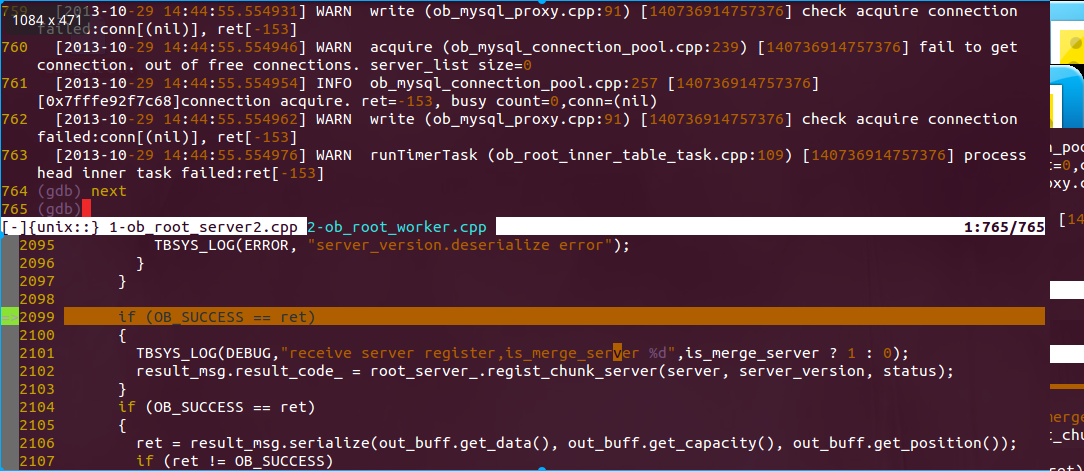 759 [2013-10-29 14:44:55.554931] WARN  write (ob_mysql_proxy.cpp:91) [140736914757376] check acquire connection
1084 x 471
failed:conn[(nil)], ret[-153]
760    [2013-10-29 14:44:55.554946] WARN  acquire (ob_mysql_connection_pool.cpp:239) [140736914757376] fail to get
connection. out of free connections. server_list size=0
761    [2013-10-29 14:44:55.554954] INFO  ob_mysql_connection_pool.cpp:257 [140736914757376]
[0x7fffe92f7c68]connection acquire. ret=-153, busy count=0,conn=(nil)
762    [2013-10-29 14:44:55.554962] WARN  write (ob_mysql_proxy.cpp:91) [140736914757376] check acquire connection
failed:conn[(nil)], ret[-153]
763    [2013-10-29 14:44:55.554976] WARN  runTimerTask (ob_root_inner_table_task.cpp:109) [140736914757376] process
head inner task failed:ret[-153]
764 (gdb) next
765 (gdb)
[-]{unix::} 1-ob_root_server2.cpp 2-ob_root_worker.cpp 1:765/765
2095 TBSYS_LOG(ERROR, "server_version.deserialize error");
2096 }
2097 }
2098
2099 if (OB_SUCCESS == ret)
2100 {
2101 TBSYS_LOG(DEBUG,"receive server register,is_merge_server %d",is_merge_server ? 1 : 0);
2102 result_msg.result_code_ = root_server_.regist_chunk_server(server, server_version, status);
2103 }
2104 if (OB_SUCCESS == ret)
2105 {
2106 ret = result_msg.serialize(out_buff.get_data(), out_buff.get_capacity(), out_buff.get_position());
2107 if (ret != OB_SUCCESS)